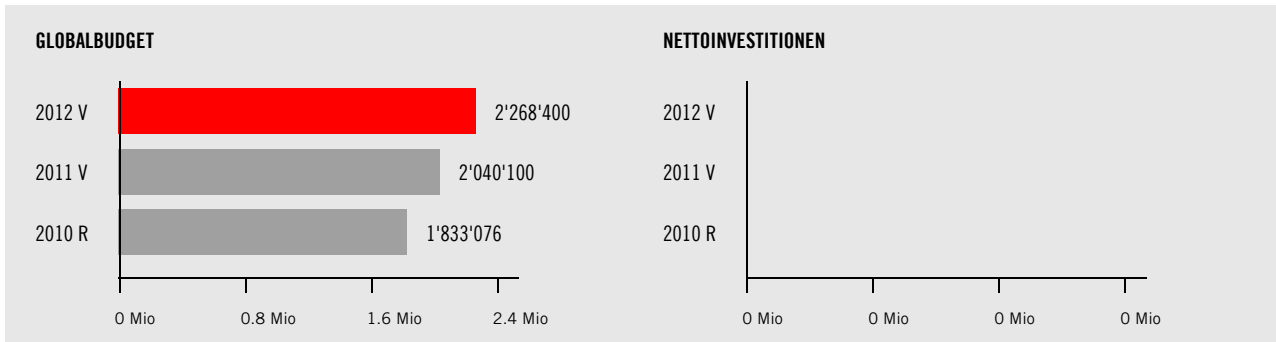 GLOBALBUDGET
2012 V 2'268'400
2011 V 2'040'100
2010 R 1'833'076
0 Mio 0.8 Mio 1.6 Mio 2.4 Mio
NETTOINVESTITIONEN
2012 V
2011 V
2010 R
0 Mio 0 Mio 0 Mio 0 Mio